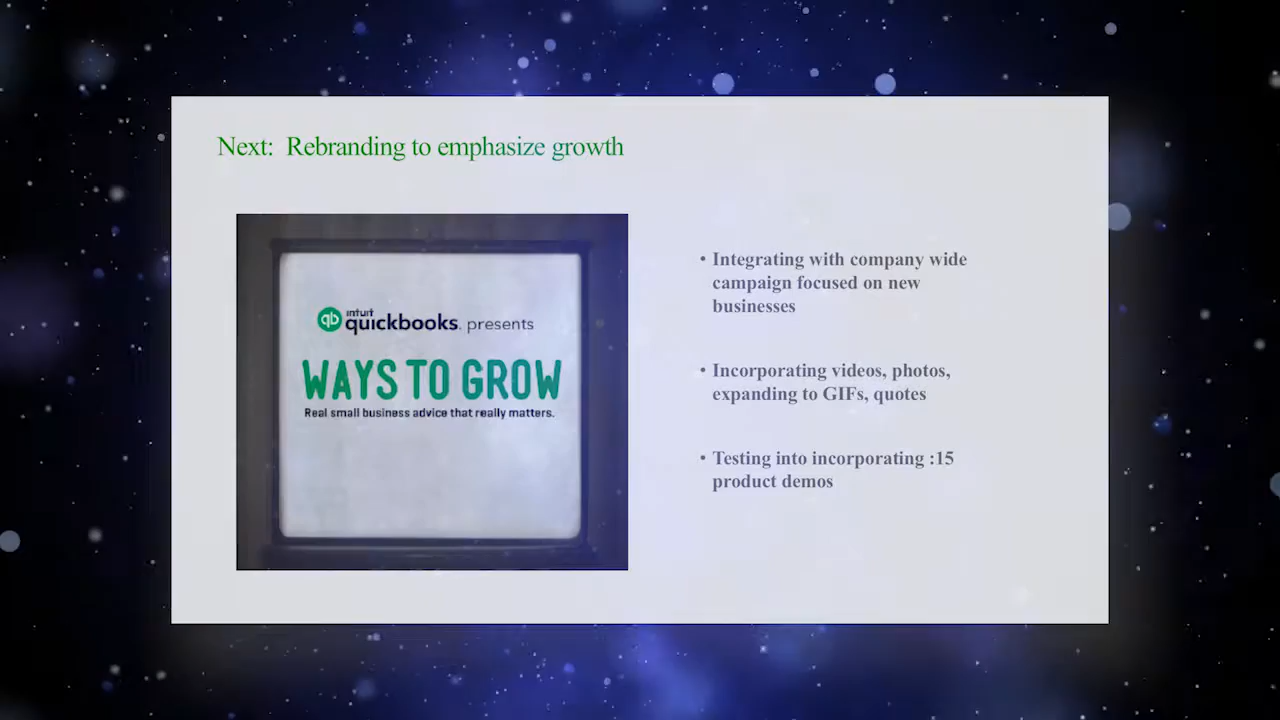 Next: Rebranding to emphasize growth
qb intuit
quickbooks. presents
WAYS TO GROW
Real small business advice that really matters.
• Integrating with company wide
campaign focused on new
businesses
• Incorporating videos, photos,
expanding to GIFs, quotes
• Testing into incorporating :15
product demos